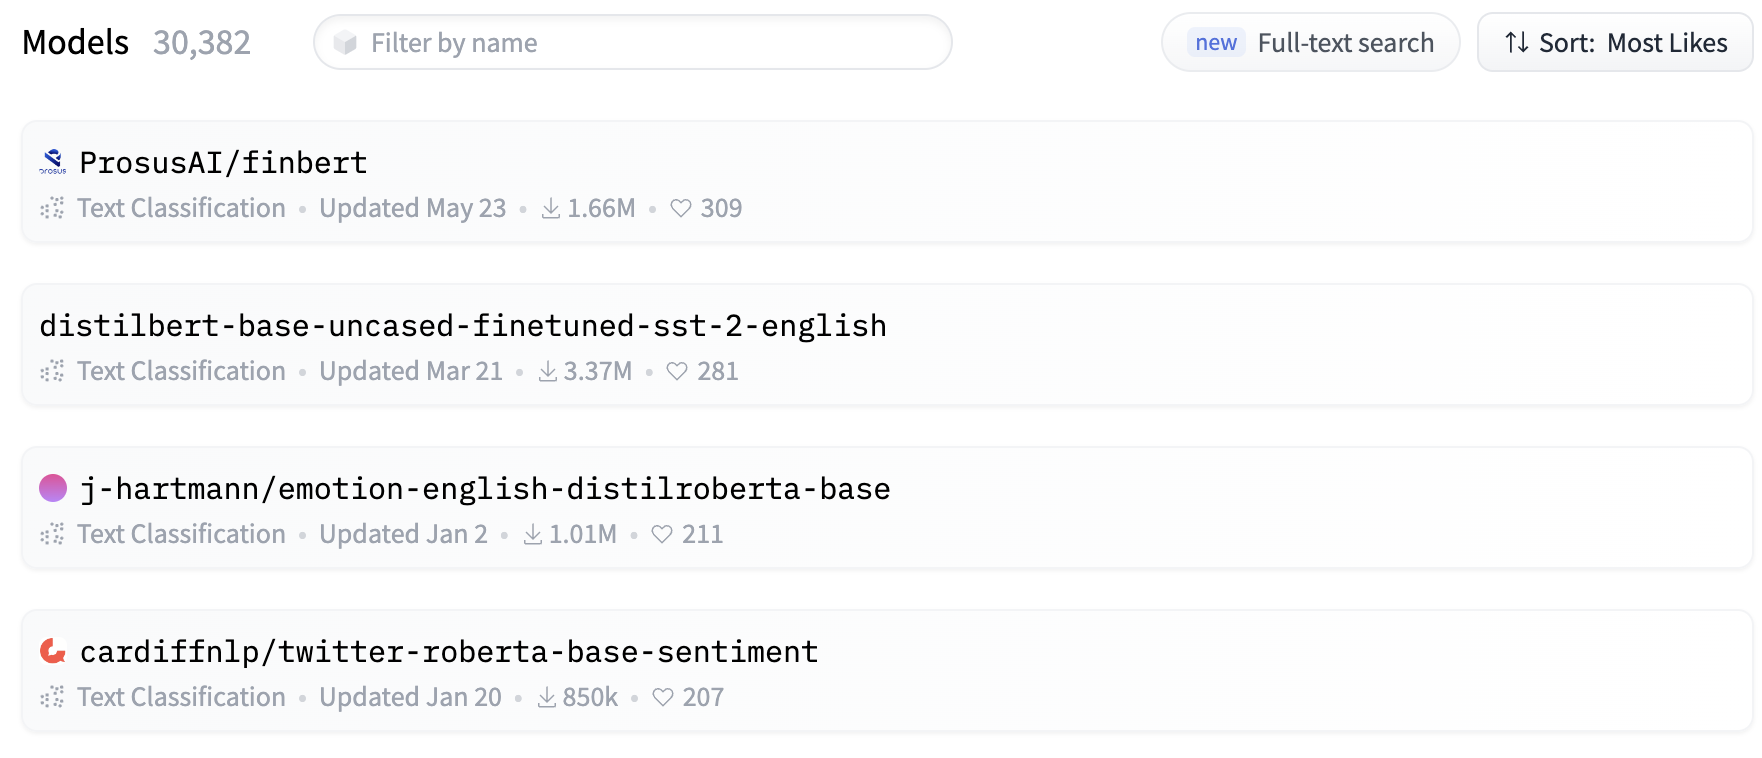 Models 30,382 Filter by name new Full-text search Sort: Most Likes
prosus ProsusAI/finbert
Text Classification • Updated May 23 • 1.66M • 309
distilbert-base-uncased-finetuned-sst-2-english
Text Classification • Updated Mar 21 • 3.37M • 281
j-hartmann/emotion-english-distilroberta-base
Text Classification • Updated Jan 2 • 1.01M • 211
cardiffnlp/twitter-roberta-base-sentiment
Text Classification • Updated Jan 20 • 850k • 207